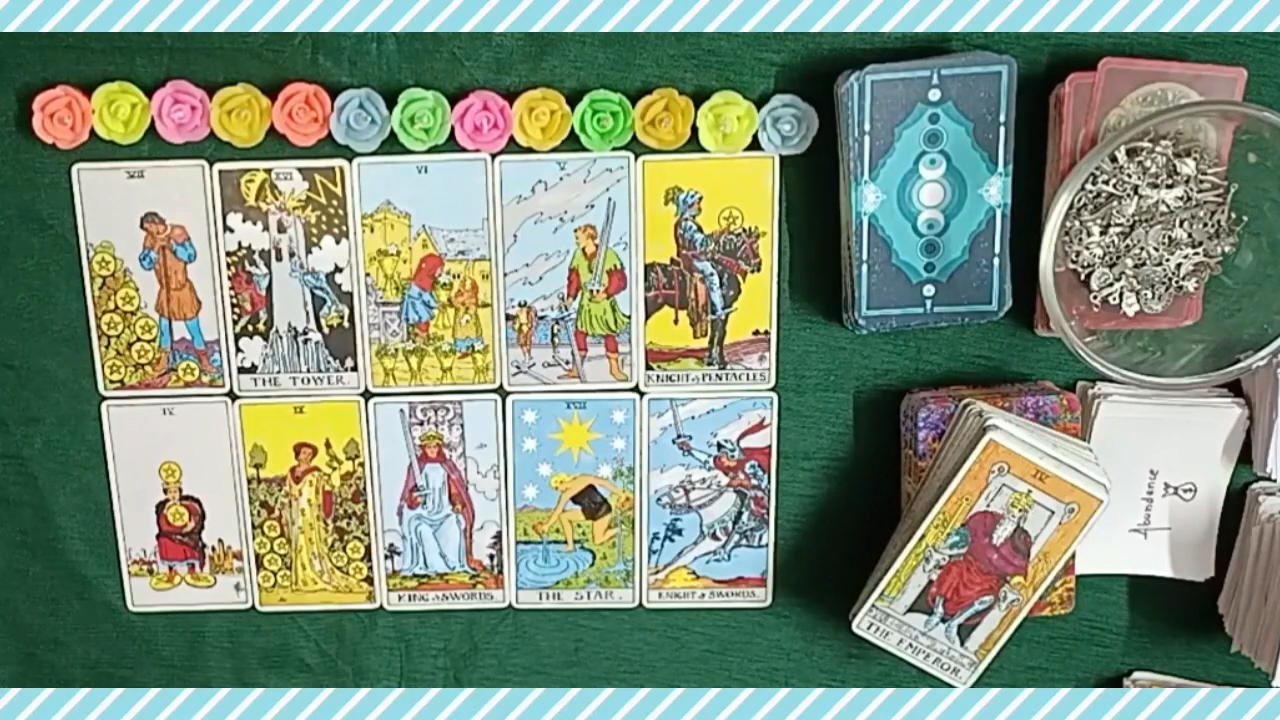 VII
XVI
VI
V
THE TOWER.
KNIGHT of PENTACLES
IV
IX
XVII
KING of SWORDS.
THE STAR.
KNIGHT of SWORDS.
IV
THE EMPEROR.
Abundance